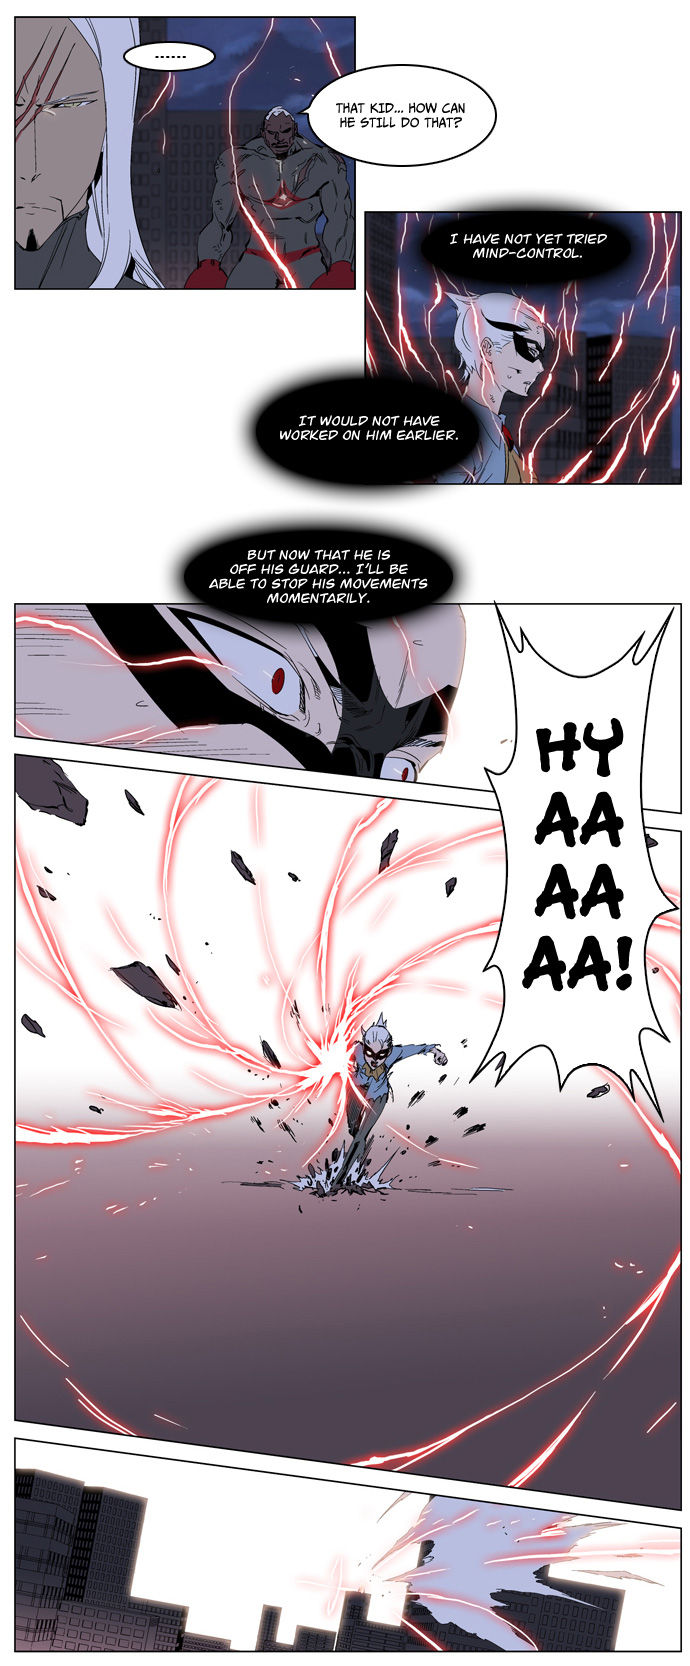 ......
THAT KID... HOW CAN
HE STILL DO THAT?
I HAVE NOT YET TRIED
MIND-CONTROL.
IT WOULD NOT HAVE
WORKED ON HIM EARLIER.
BUT NOW THAT HE IS
OFF HIS GUARD... I'LL BE
ABLE TO STOP HIS MOVEMENTS
MOMENTARILY.
HY
AA
AA
AA!